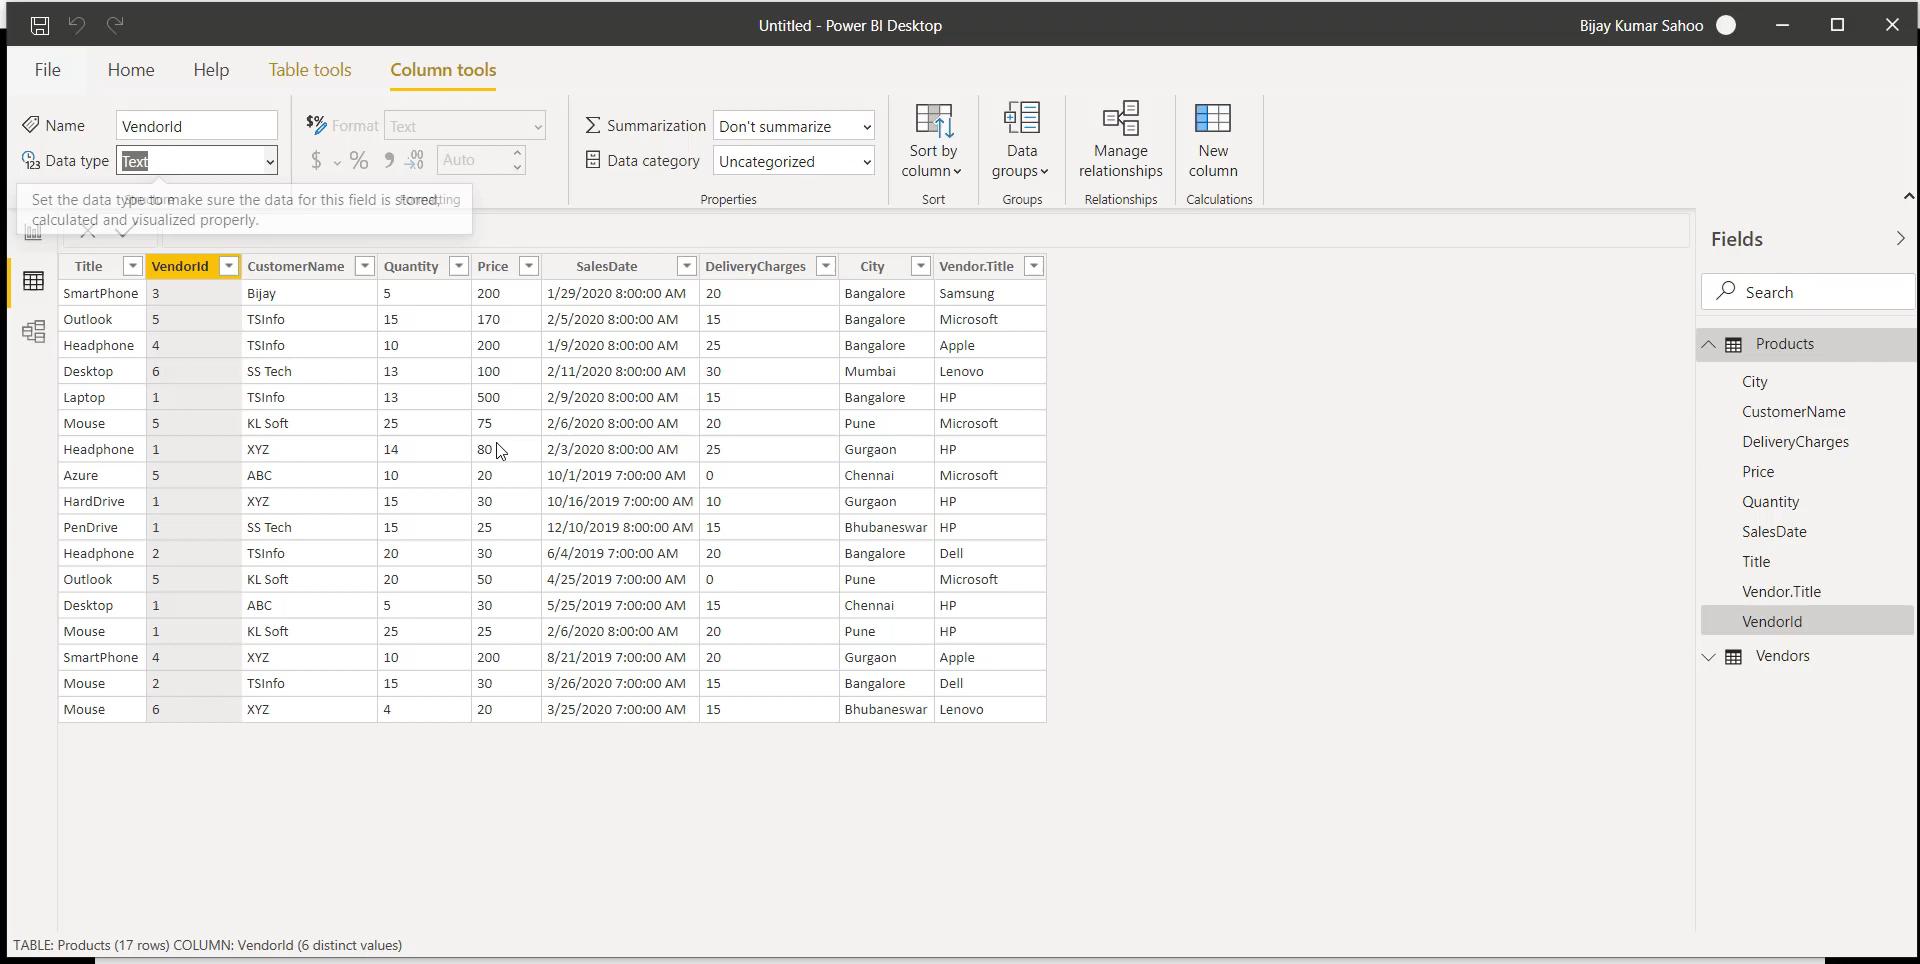 Untitled - Power BI Desktop
Bijay Kumar Sahoo
File Home Help Table tools Column tools
Name VendorId
Data type Text
$% Format Text
$ % 9 .00 Auto
Summarization Don't summarize
Data category Uncategorized
Sort by column
Data groups
Manage relationships
New column
Structure Formatting Properties Sort Groups Relationships Calculations
Set the data type to make sure the data for this field is stored,
calculated and visualized properly.
Title VendorId CustomerName Quantity Price SalesDate DeliveryCharges City Vendor.Title
SmartPhone 3 Bijay 5 200 1/29/2020 8:00:00 AM 20 Bangalore Samsung
Outlook 5 TSInfo 15 170 2/5/2020 8:00:00 AM 15 Bangalore Microsoft
Headphone 4 TSInfo 10 200 1/9/2020 8:00:00 AM 25 Bangalore Apple
Desktop 6 SS Tech 13 100 2/11/2020 8:00:00 AM 30 Mumbai Lenovo
Laptop 1 TSInfo 13 500 2/9/2020 8:00:00 AM 15 Bangalore HP
Mouse 5 KL Soft 25 75 2/6/2020 8:00:00 AM 20 Pune Microsoft
Headphone 1 XYZ 14 80 2/3/2020 8:00:00 AM 25 Gurgaon HP
Azure 5 ABC 10 20 10/1/2019 7:00:00 AM 0 Chennai Microsoft
HardDrive 1 XYZ 15 30 10/16/2019 7:00:00 AM 10 Gurgaon HP
PenDrive 1 SS Tech 15 25 12/10/2019 8:00:00 AM 15 Bhubaneswar HP
Headphone 2 TSInfo 20 30 6/4/2019 7:00:00 AM 20 Bangalore Dell
Outlook 5 KL Soft 20 50 4/25/2019 7:00:00 AM 0 Pune Microsoft
Desktop 1 ABC 5 30 5/25/2019 7:00:00 AM 15 Chennai HP
Mouse 1 KL Soft 25 25 2/6/2020 8:00:00 AM 20 Pune HP
SmartPhone 4 XYZ 10 200 8/21/2019 7:00:00 AM 20 Gurgaon Apple
Mouse 2 TSInfo 15 30 3/26/2020 7:00:00 AM 15 Bangalore Dell
Mouse 6 XYZ 4 20 3/25/2020 7:00:00 AM 15 Bhubaneswar Lenovo
Fields
Search
Products
City
CustomerName
DeliveryCharges
Price
Quantity
SalesDate
Title
Vendor.Title
VendorId
Vendors
TABLE: Products (17 rows) COLUMN: VendorId (6 distinct values)